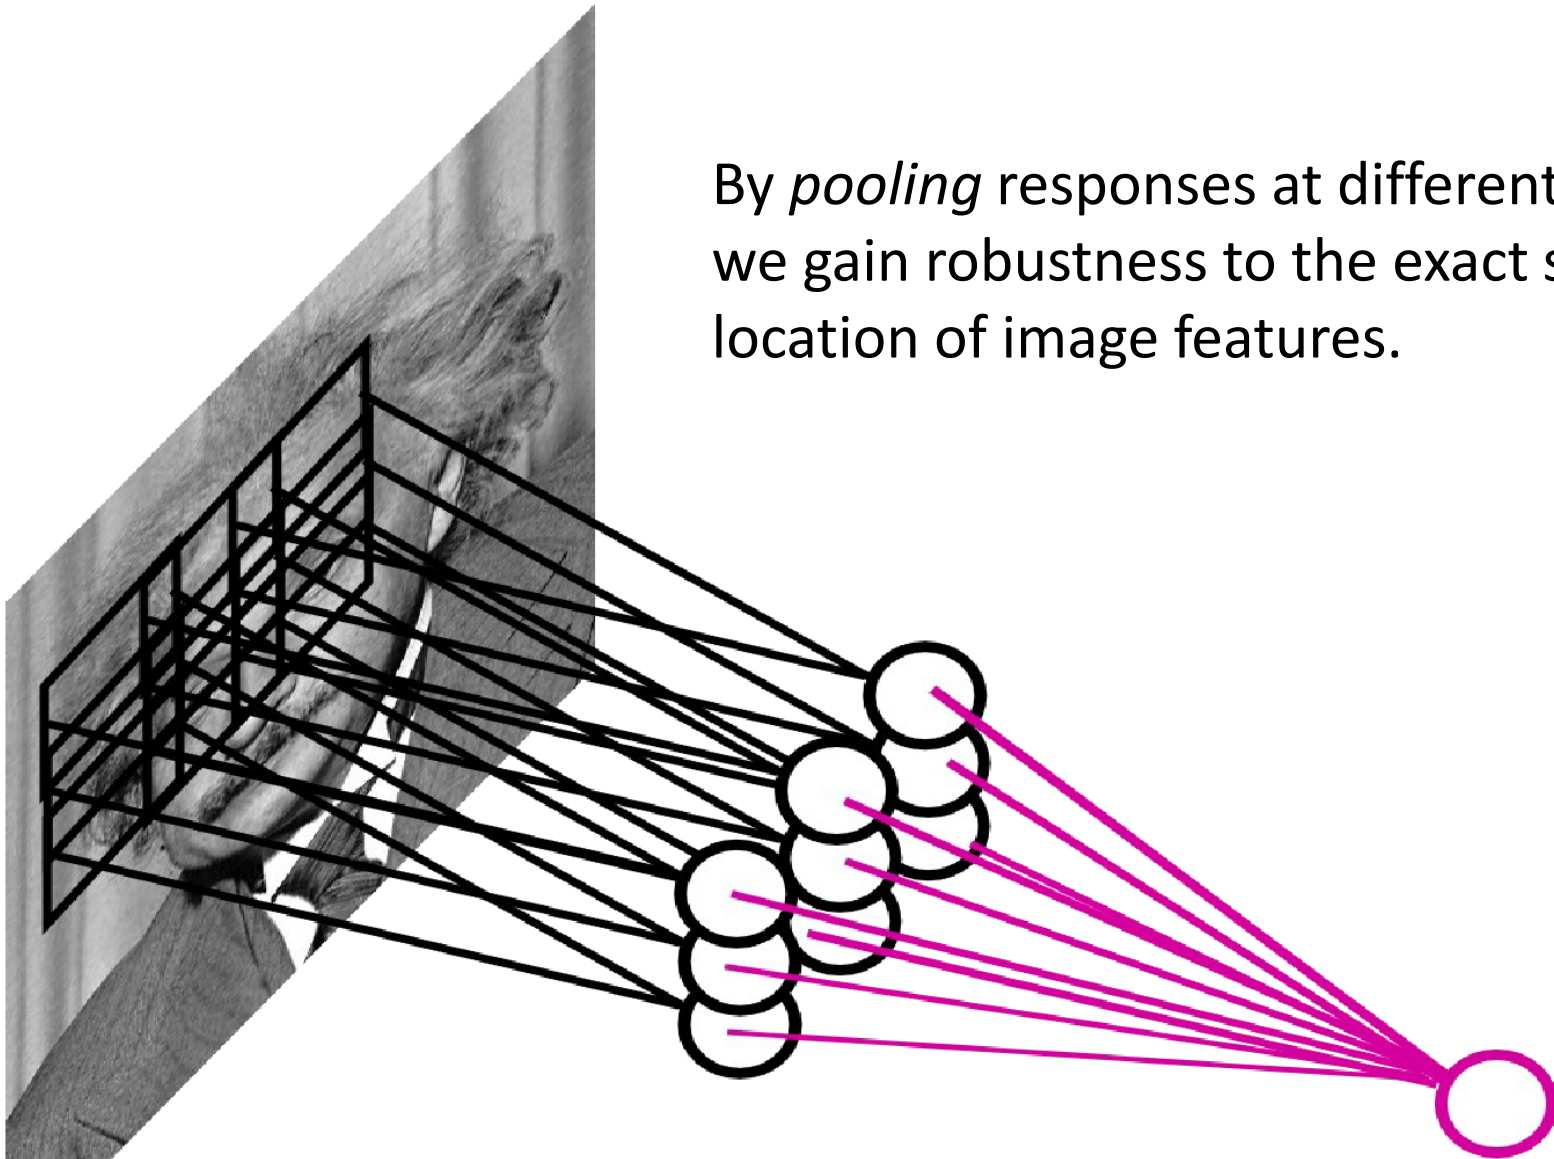 By pooling responses at different
we gain robustness to the exact s
location of image features.